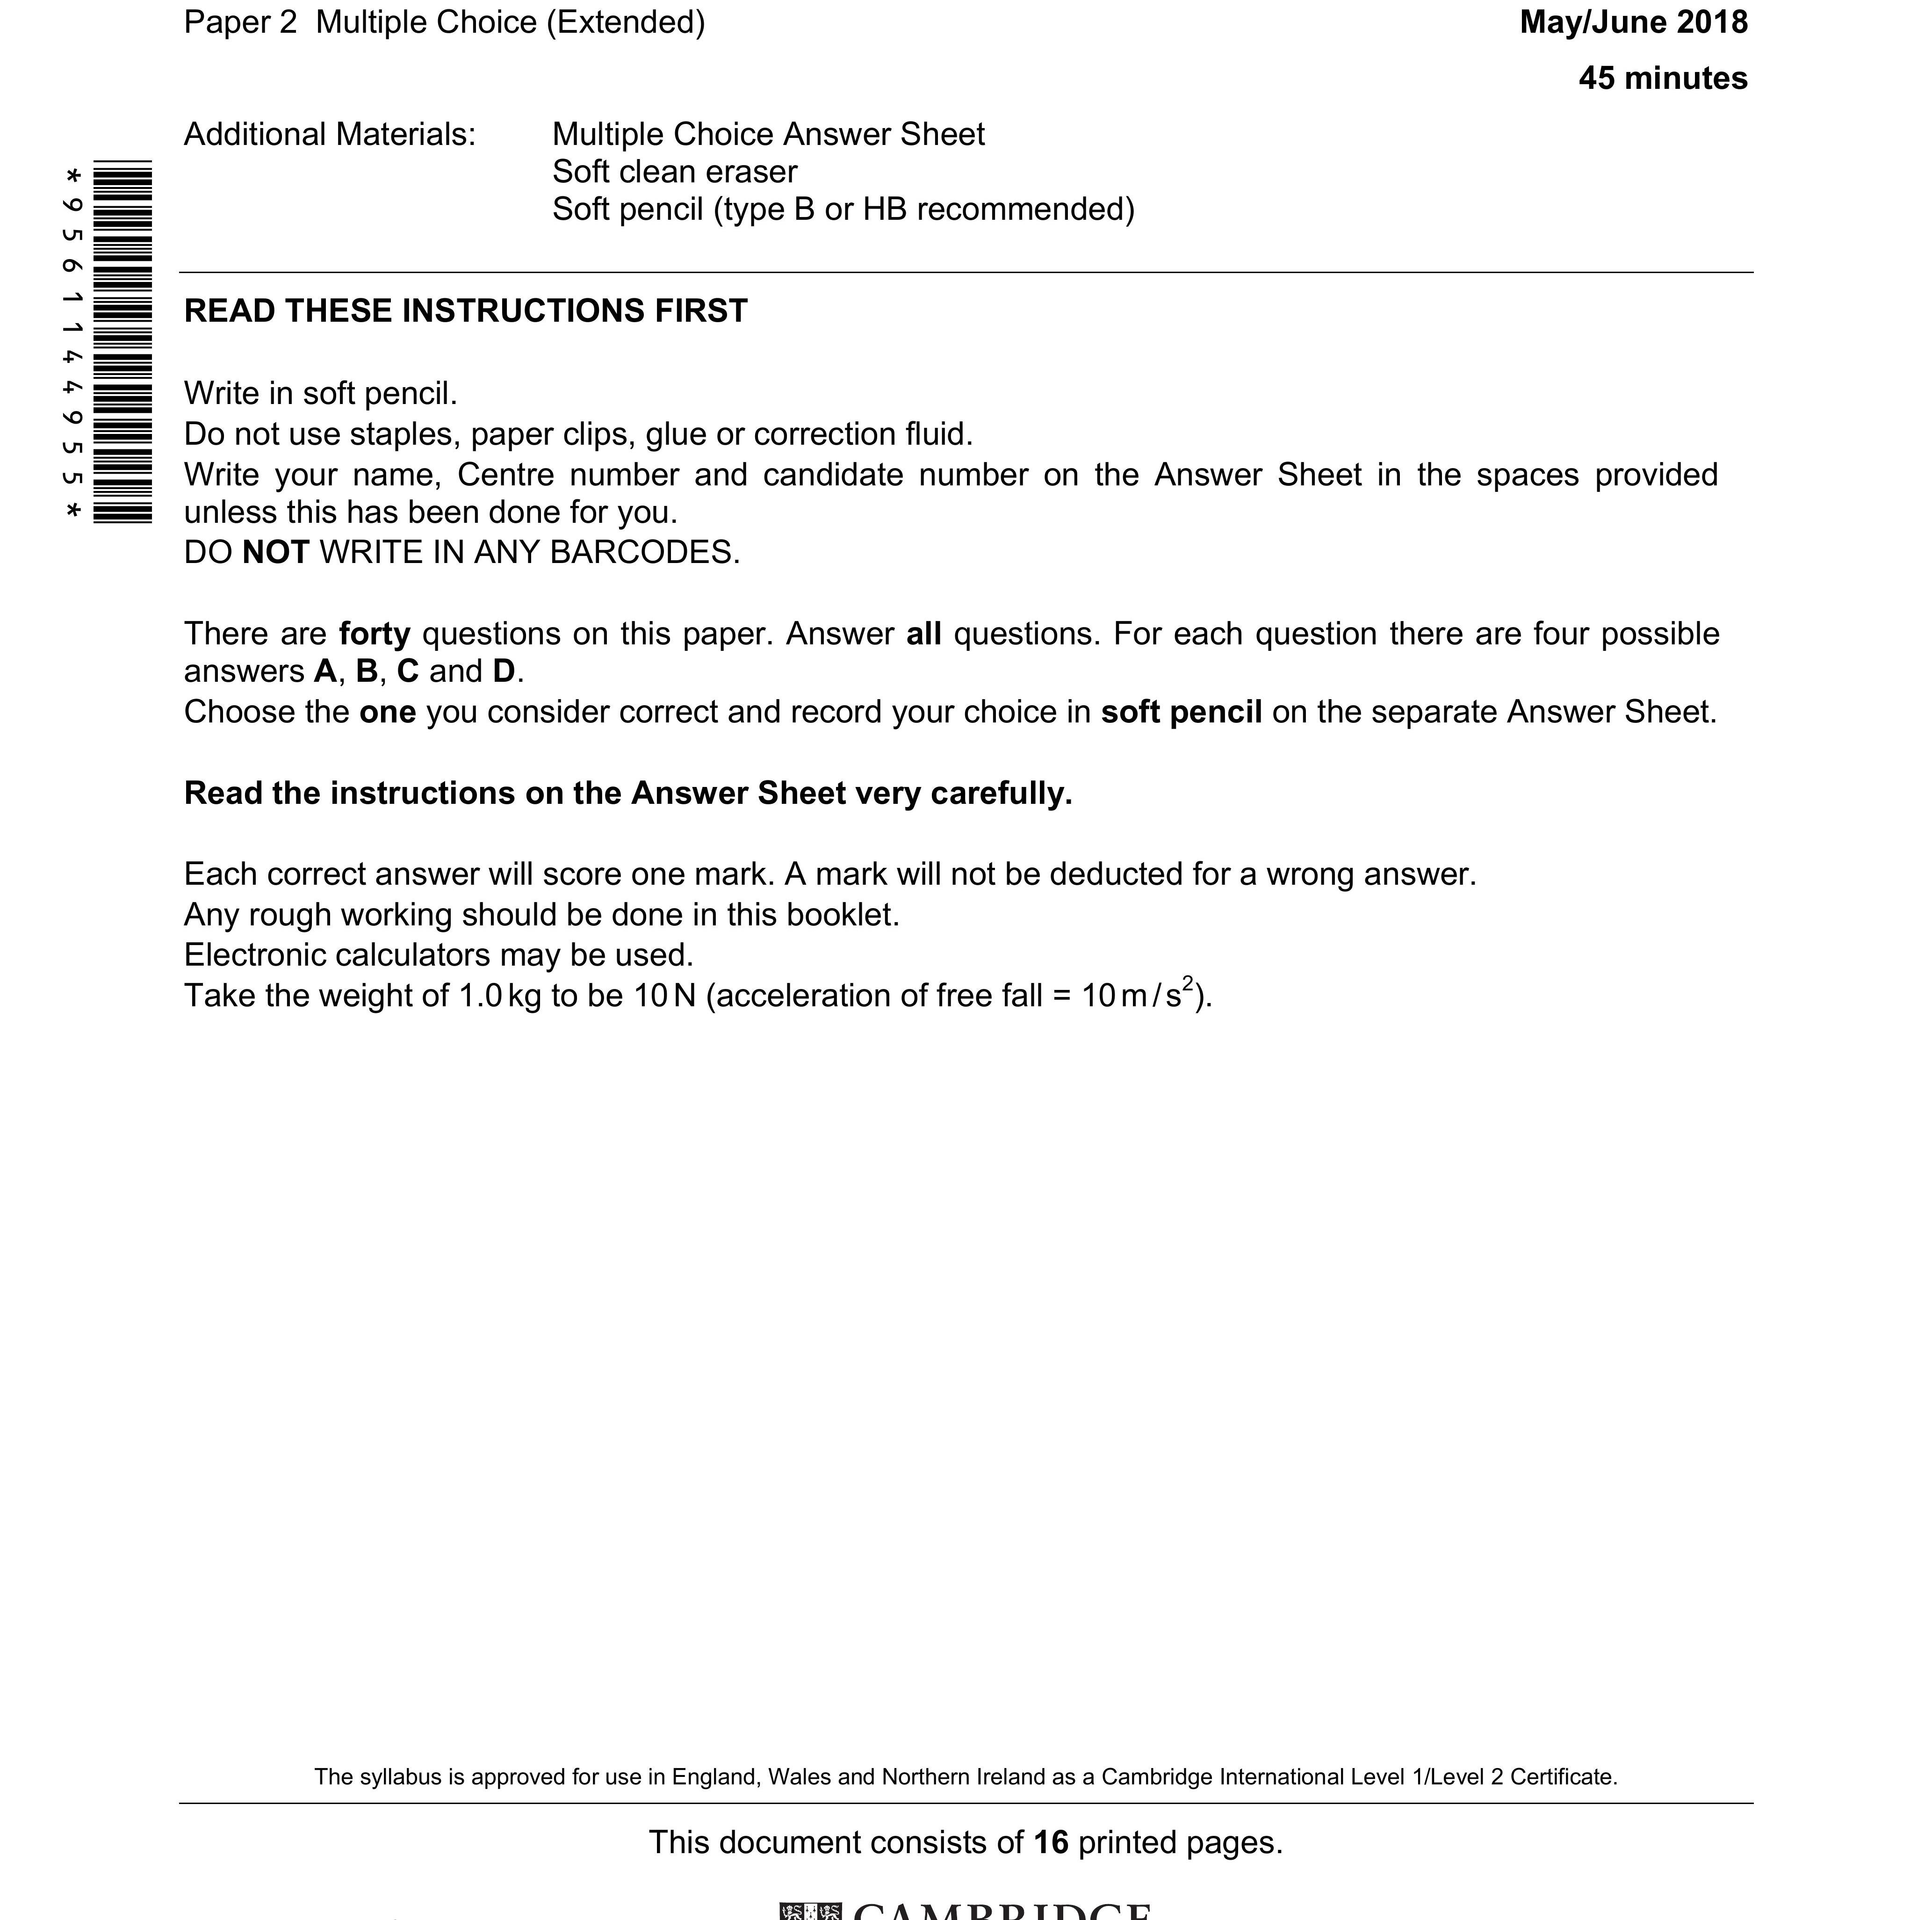 Paper 2  Multiple Choice (Extended)
May/June 2018
45 minutes
Additional Materials:
Multiple Choice Answer Sheet
Soft clean eraser
Soft pencil (type B or HB recommended)
*9561144955*
READ THESE INSTRUCTIONS FIRST
Write in soft pencil.
Do not use staples, paper clips, glue or correction fluid.
Write your name, Centre number and candidate number on the Answer Sheet in the spaces provided
unless this has been done for you.
DO NOT WRITE IN ANY BARCODES.
There are forty questions on this paper. Answer all questions. For each question there are four possible
answers A, B, C and D.
Choose the one you consider correct and record your choice in soft pencil on the separate Answer Sheet.
Read the instructions on the Answer Sheet very carefully.
Each correct answer will score one mark. A mark will not be deducted for a wrong answer.
Any rough working should be done in this booklet.
Electronic calculators may be used.
Take the weight of 1.0 kg to be 10 N (acceleration of free fall = 10 m / s²).
The syllabus is approved for use in England, Wales and Northern Ireland as a Cambridge International Level 1/Level 2 Certificate.
This document consists of 16 printed pages.
CAMBRIDGE